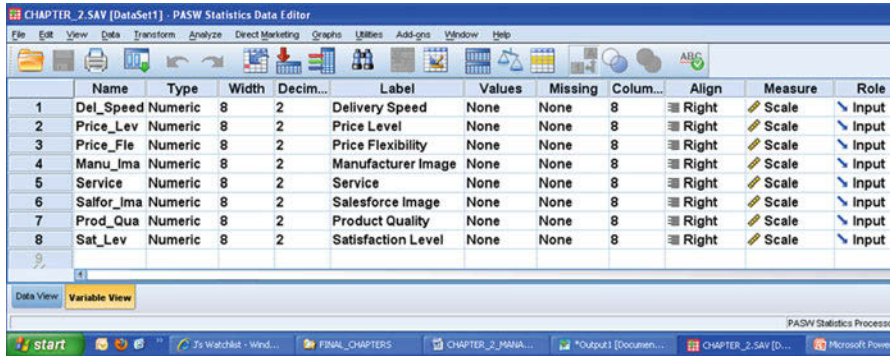 CHAPTER_2.SAV [DataSet1] - PASW Statistics Data Editor
File Edit View Data Transform Analyze Direct Marketing Graphs Utilities Add-ons Window Help
ABC
Name Type Width Decim... Label Values Missing Colum... Align Measure Role
1 Del_Speed Numeric 8 2 Delivery Speed None None 8 Right Scale Input
2 Price_Lev Numeric 8 2 Price Level None None 8 Right Scale Input
3 Price_Fle Numeric 8 2 Price Flexibility None None 8 Right Scale Input
4 Manu_Ima Numeric 8 2 Manufacturer Image None None 8 Right Scale Input
5 Service Numeric 8 2 Service None None 8 Right Scale Input
6 Salfor_Ima Numeric 8 2 Salesforce Image None None 8 Right Scale Input
7 Prod_Qua Numeric 8 2 Product Quality None None 8 Right Scale Input
8 Sat_Lev Numeric 8 2 Satisfaction Level None None 8 Right Scale Input
9
Data View Variable View
PASW Statistics Processo
start J's Watchlist - Wind... FINAL_CHAPTERS CHAPTER_2_MANA... *Output1 [Documen... CHAPTER_2.SAV [D... Microsoft Powe